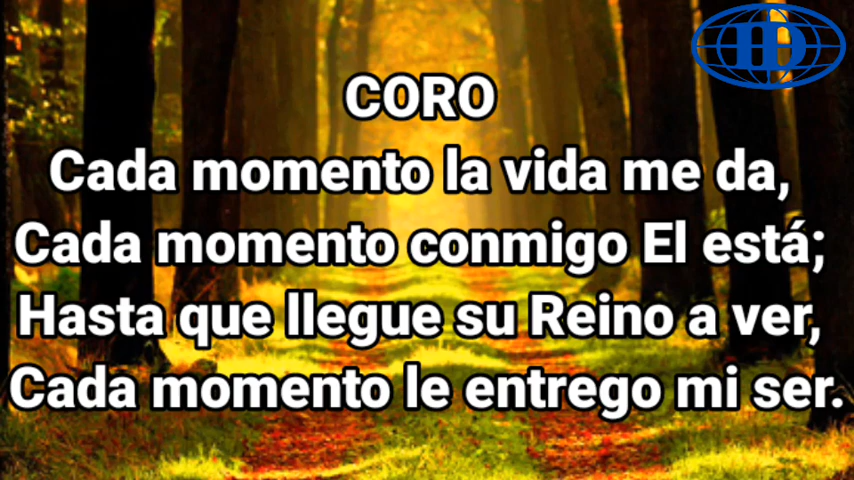 CORO
Cada momento la vida me da,
Cada momento conmigo El está;
Hasta que llegue su Reino a ver,
Cada momento le entrego mi ser.